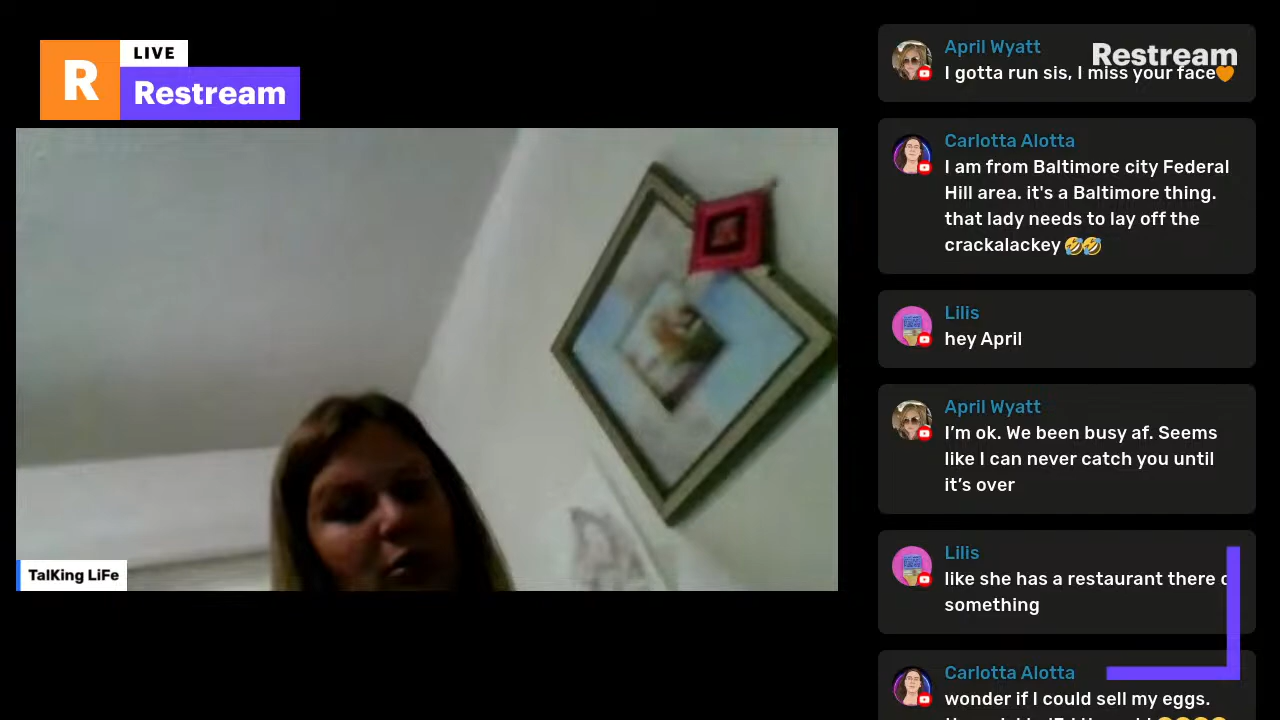 R
LIVE
Restream
Restream
April Wyatt
I gotta run sis, I miss your face🧡
Carlotta Alotta
I am from Baltimore city Federal
Hill area. it's a Baltimore thing.
that lady needs to lay off the
crackalackey 🤣🤣
Lilis
hey April
April Wyatt
I’m ok. We been busy af. Seems
like I can never catch you until
it’s over
Lilis
like she has a restaurant there
something
Carlotta Alotta
wonder if I could sell my eggs.
TalKing LiFe